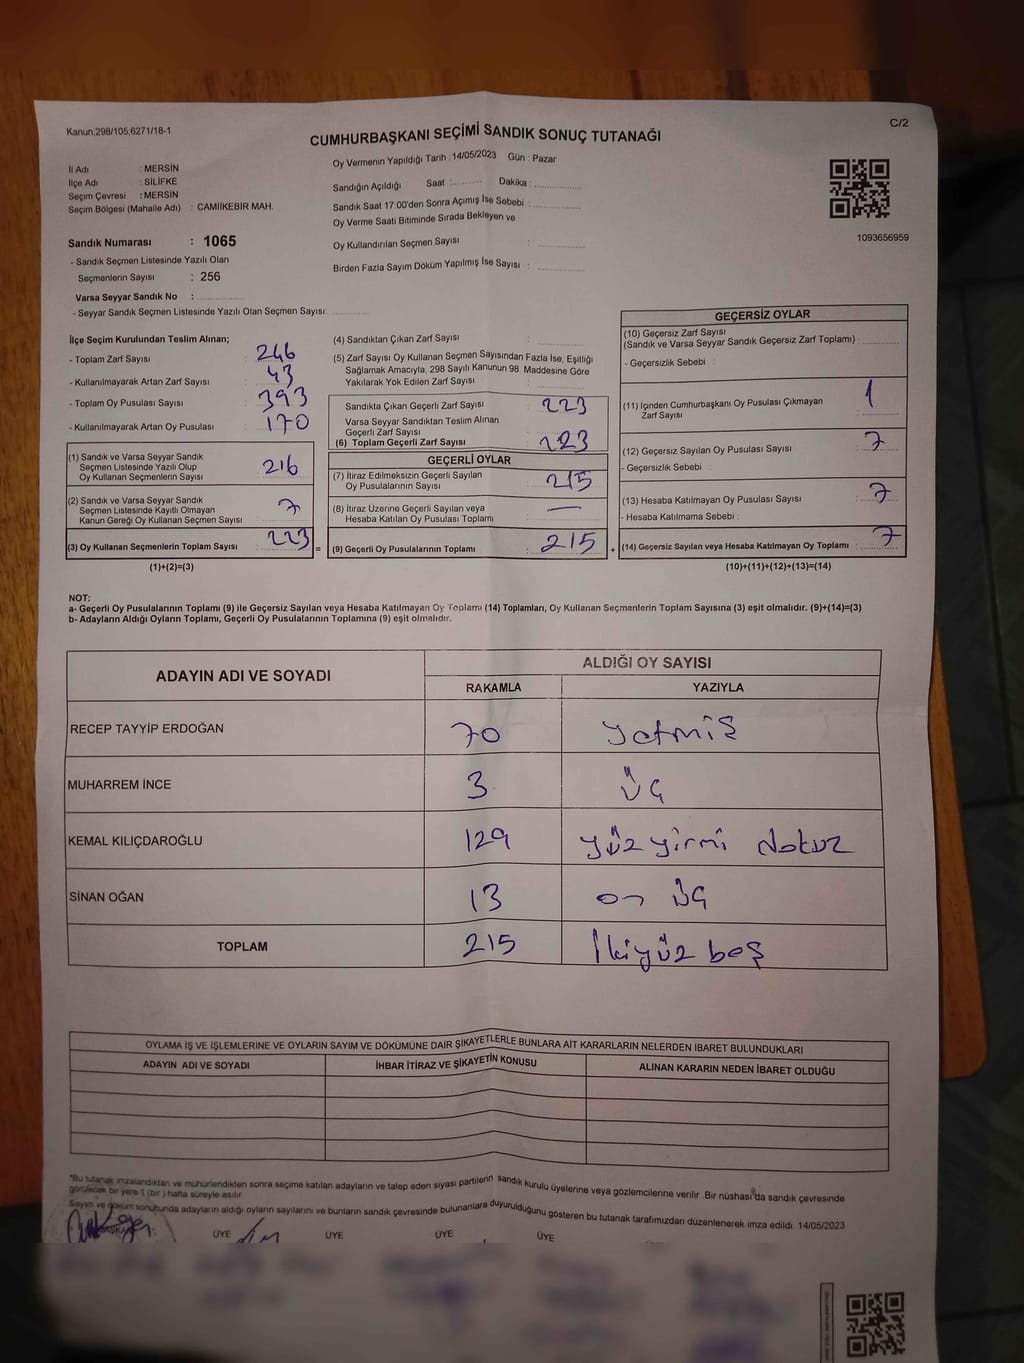 Kanun,298/105,6271/18-1
C/2
CUMHURBAŞKANI SEÇİMİ SANDIK SONUÇ TUTANAĞI
İl Adı : MERSİN
İlçe Adı : SİLİFKE
Seçim Çevresi : MERSİN
Seçim Bölgesi (Mahalle Adı) : CAMİİKEBİR MAH.
Oy Vermenin Yapıldığı Tarih : 14/05/2023 Gün : Pazar
Sandığın Açıldığı Saat :.......... Dakika : ..........
Sandık Saat 17:00'den Sonra Açımış İse Sebebi : ..........
Oy Verme Saati Bitiminde Sırada Bekleyen ve
Oy Kullandırılan Seçmen Sayısı : ..........
Birden Fazla Sayım Döküm Yapılmış İse Sayısı : ..........
1093656959
Sandık Numarası : 1065
- Sandık Seçmen Listesinde Yazılı Olan
Seçmenlerin Sayısı : 256
Varsa Seyyar Sandık No : ..........
- Seyyar Sandık Seçmen Listesinde Yazılı Olan Seçmen Sayısı: ..........
İlçe Seçim Kurulundan Teslim Alınan;
- Toplam Zarf Sayısı : 266
- Kullanılmayarak Artan Zarf Sayısı : 43
- Toplam Oy Pusulası Sayısı : 393
- Kullanılmayarak Artan Oy Pusulası : 170
(1) Sandık ve Varsa Seyyar Sandık
Seçmen Listesinde Yazılı Olup
Oy Kullanan Seçmenlerin Sayısı : 216
(2) Sandık ve Varsa Seyyar Sandık
Seçmen Listesinde Kayıtlı Olmayan
Kanun Gereği Oy Kullanan Seçmen Sayısı : 7
(3) Oy Kullanan Seçmenlerin Toplam Sayısı : 223 =
(1)+(2)=(3)
(4) Sandıktan Çıkan Zarf Sayısı : ..........
(5) Zarf Sayısı Oy Kullanan Seçmen Sayısından Fazla İse, Eşitliği
Sağlamak Amacıyla, 298 Sayılı Kanunun 98. Maddesine Göre
Yakılarak Yok Edilen Zarf Sayısı : ..........
Sandıkta Çıkan Geçerli Zarf Sayısı : 223
Varsa Seyyar Sandıktan Teslim Alınan
Geçerli Zarf Sayısı :
(6) Toplam Geçerli Zarf Sayısı : 223
GEÇERLİ OYLAR
(7) İtiraz Edilmeksizin Geçerli Sayılan
Oy Pusulalarının Sayısı : 215
(8) İtiraz Üzerine Geçerli Sayılan veya
Hesaba Katılan Oy Pusulası Toplamı : —
(9) Geçerli Oy Pusulalarının Toplamı : 215 +
GEÇERSİZ OYLAR
(10) Geçersiz Zarf Sayısı
(Sandık ve Varsa Seyyar Sandık Geçersiz Zarf Toplamı) : ..........
- Geçersizlik Sebebi :
(11) İçinden Cumhurbaşkanı Oy Pusulası Çıkmayan
Zarf Sayısı : 1
(12) Geçersiz Sayılan Oy Pusulası Sayısı : 7
- Geçersizlik Sebebi :
(13) Hesaba Katılmayan Oy Pusulası Sayısı : 7
- Hesaba Katılmama Sebebi :
(14) Geçersiz Sayılan veya Hesaba Katılmayan Oy Toplamı : 7
(10)+(11)+(12)+(13)=(14)
NOT:
a- Geçerli Oy Pusulalarının Toplamı (9) ile Geçersiz Sayılan veya Hesaba Katılmayan Oy Toplamı (14) Toplamları, Oy Kullanan Seçmenlerin Toplam Sayısına (3) eşit olmalıdır. (9)+(14)=(3)
b- Adayların Aldığı Oyların Toplamı, Geçerli Oy Pusulalarının Toplamına (9) eşit olmalıdır.
ADAYIN ADI VE SOYADI ALDIĞI OY SAYISI
RAKAMLA YAZIYLA
RECEP TAYYİP ERDOĞAN 70 yetmiş
MUHARREM İNCE 3 üç
KEMAL KILIÇDAROĞLU 129 yüz yirmi dokuz
SİNAN OĞAN 13 on üç
TOPLAM 215 İkiyüz beş
OYLAMA İŞ VE İŞLEMLERİNE VE OYLARIN SAYIM VE DÖKÜMÜNE DAİR ŞİKAYETLERLE BUNLARA AİT KARARLARIN NELERDEN İBARET BULUNDUKLARI
ADAYIN ADI VE SOYADI İHBAR İTİRAZ VE ŞİKAYETİN KONUSU ALINAN KARARIN NEDEN İBARET OLDUĞU
*Bu tutanak imzalandıktan ve mühürlendikten sonra seçime katılan adayların ve talep eden siyasi partilerin sandık kurulu üyelerine veya gözlemcilerine verilir .Bir nüshası da sandık çevresinde
görülecek bir yere 1 (bir ) hafta süreyle asılır
Sayım ve döküm sonucunda adayların aldığı oyların sayılarını ve bunların sandık çevresinde bulunanlara duyurulduğunu gösteren bu tutanak tarafımızdan düzenlenerek imza edildi. 14/05/2023
BAŞKAN ÜYE ÜYE ÜYE ÜYE